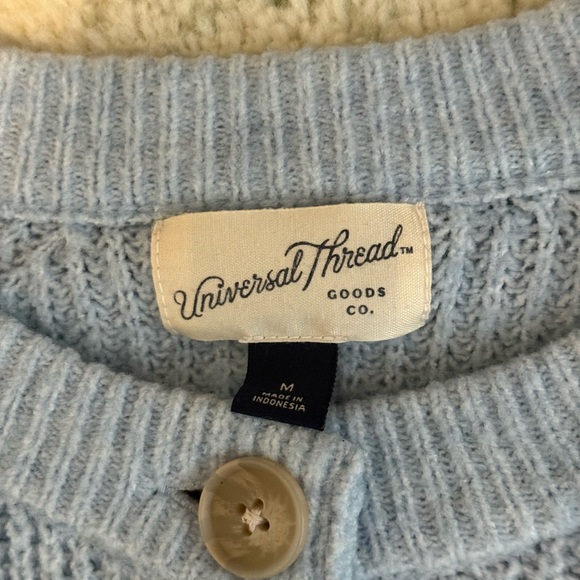 Universal Thread™
GOODS
CO.
M
MADE IN
INDONESIA